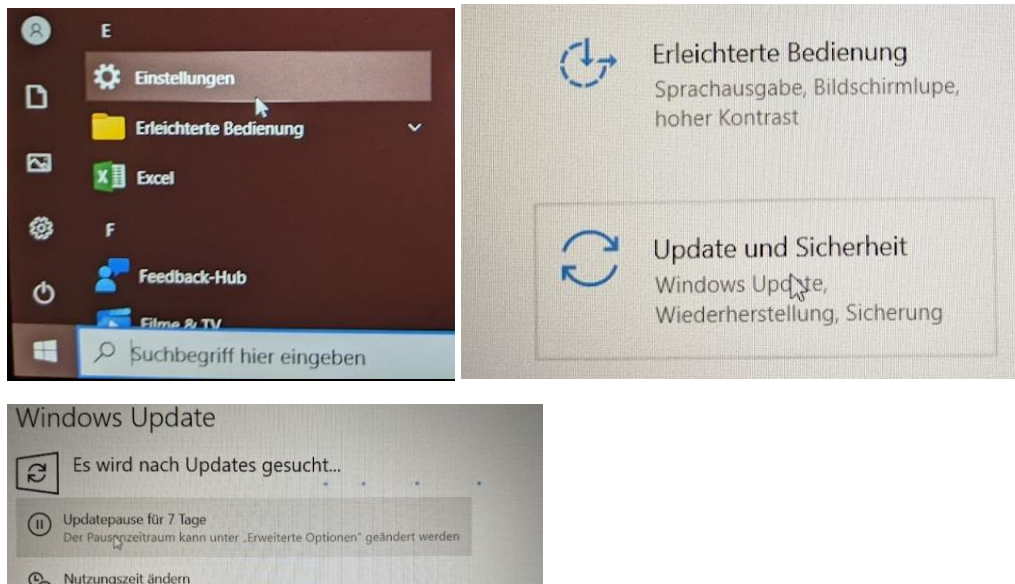 E
Einstellungen
Erleichterte Bedienung
Excel
F
Feedback-Hub
Filme & TV
Suchbegriff hier eingeben
Erleichterte Bedienung
Sprachausgabe, Bildschirmlupe,
hoher Kontrast
Update und Sicherheit
Windows Update,
Wiederherstellung, Sicherung
Windows Update
Es wird nach Updates gesucht...
Updatepause für 7 Tage
Der Pausenzeitraum kann unter „Erweiterte Optionen" geändert werden
Nutzungszeit ändern